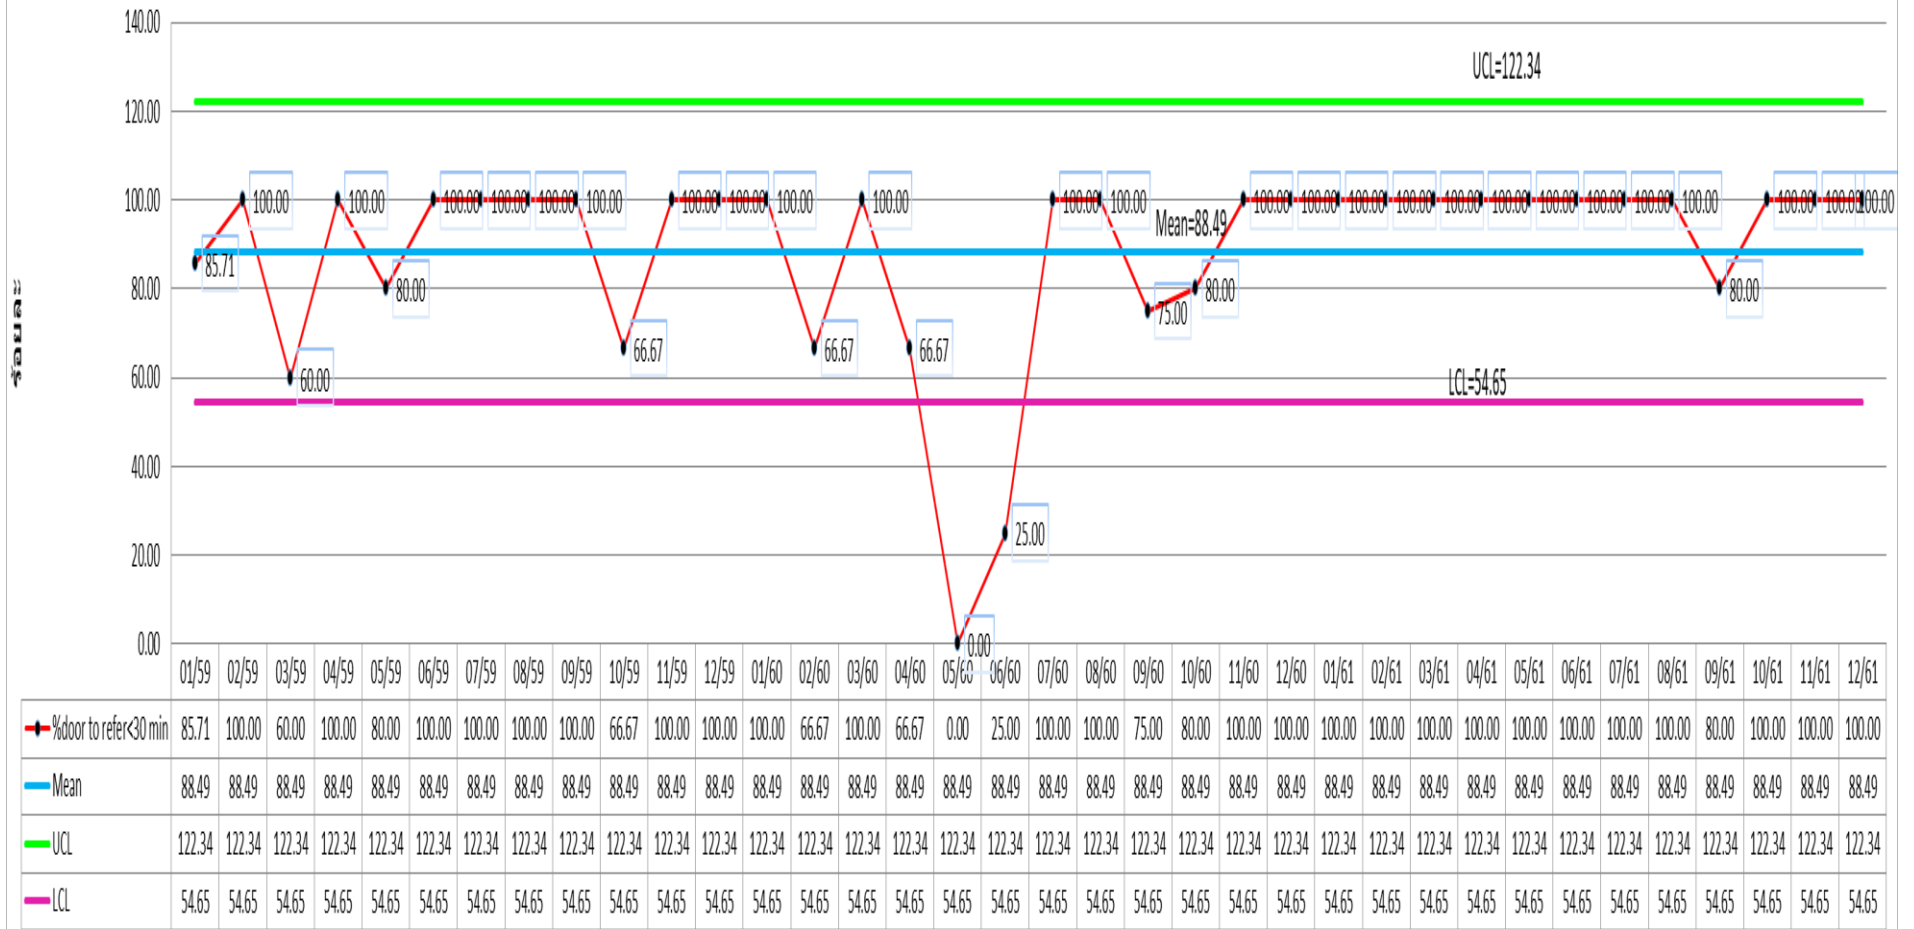 140.00
UCL=122.34
120.00
100.00 100.00 100.00 100.00 100.00 100.00 100.00 100.00 100.00 100.00 100.00 100.00 100.00 100.00 100.00 100.00 100.00 100.00 100.00 100.00 100.00 100.00 100.00 100.00 100.00 100.00
Mean=88.49
85.71
80.00 80.00 80.00 80.00
75.00
66.67 66.67 66.67
60.00 60.00
LCL=54.65
ร้อยละ
40.00
25.00
20.00
0.00 0.00
01/59 02/59 03/59 04/59 05/59 06/59 07/59 08/59 09/59 10/59 11/59 12/59 01/60 02/60 03/60 04/60 05/60 06/60 07/60 08/60 09/60 10/60 11/60 12/60 01/61 02/61 03/61 04/61 05/61 06/61 07/61 08/61 09/61 10/61 11/61 12/61
%door to refer<30 min 85.71 100.00 60.00 100.00 80.00 100.00 100.00 100.00 100.00 66.67 100.00 100.00 100.00 66.67 100.00 66.67 0.00 25.00 100.00 100.00 75.00 80.00 100.00 100.00 100.00 100.00 100.00 100.00 100.00 100.00 100.00 100.00 80.00 100.00 100.00 100.00
Mean 88.49 88.49 88.49 88.49 88.49 88.49 88.49 88.49 88.49 88.49 88.49 88.49 88.49 88.49 88.49 88.49 88.49 88.49 88.49 88.49 88.49 88.49 88.49 88.49 88.49 88.49 88.49 88.49 88.49 88.49 88.49 88.49 88.49 88.49 88.49 88.49
UCL 122.34 122.34 122.34 122.34 122.34 122.34 122.34 122.34 122.34 122.34 122.34 122.34 122.34 122.34 122.34 122.34 122.34 122.34 122.34 122.34 122.34 122.34 122.34 122.34 122.34 122.34 122.34 122.34 122.34 122.34 122.34 122.34 122.34 122.34 122.34 122.34
LCL 54.65 54.65 54.65 54.65 54.65 54.65 54.65 54.65 54.65 54.65 54.65 54.65 54.65 54.65 54.65 54.65 54.65 54.65 54.65 54.65 54.65 54.65 54.65 54.65 54.65 54.65 54.65 54.65 54.65 54.65 54.65 54.65 54.65 54.65 54.65 54.65